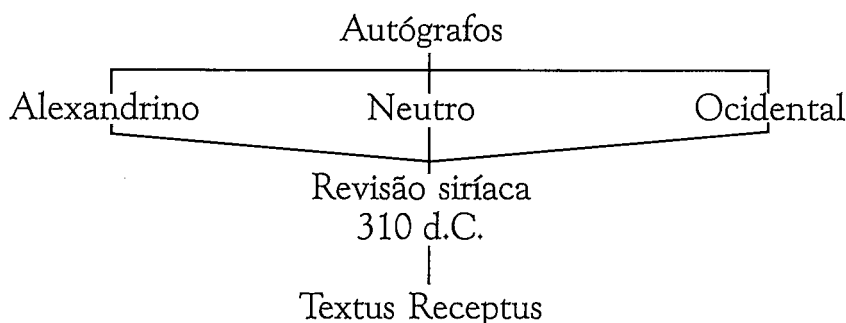 Autógrafos
Alexandrino Neutro Ocidental
Revisão siríaca
310 d.C.
Textus Receptus